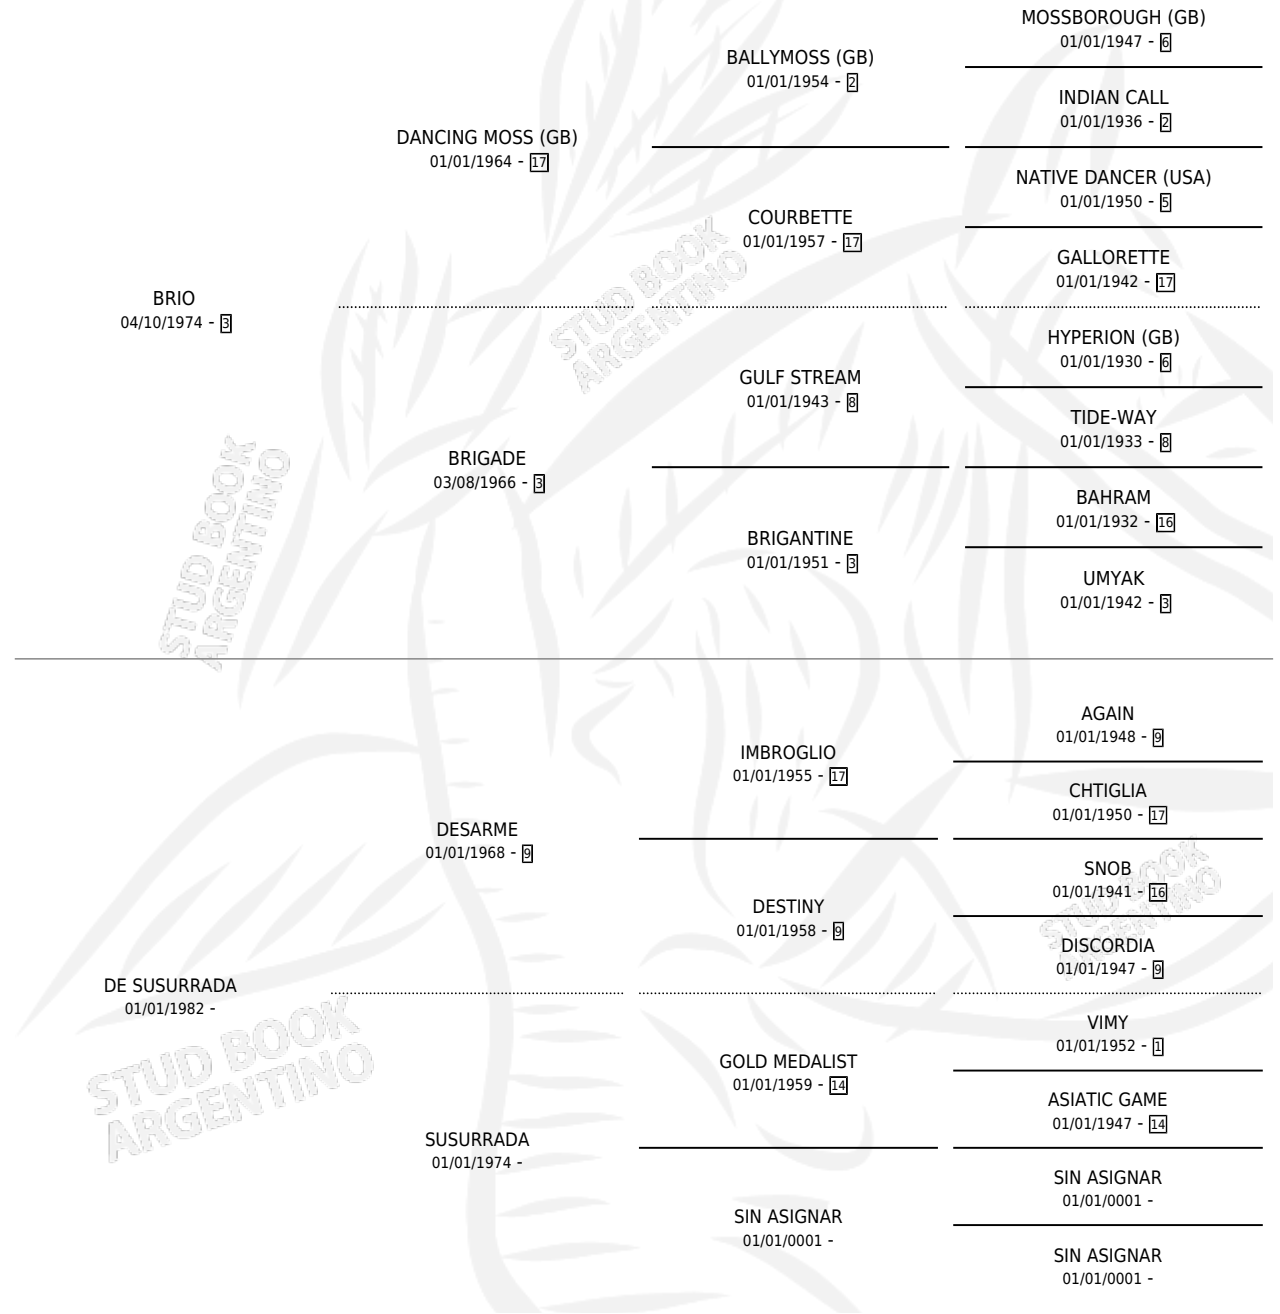 BRIO
04/10/1974 - 3
DANCING MOSS (GB)
01/01/1964 - 17
BALLYMOSS (GB)
01/01/1954 - 2
MOSSBOROUGH (GB)
01/01/1947 - 6
INDIAN CALL
01/01/1936 - 2
COURBETTE
01/01/1957 - 17
NATIVE DANCER (USA)
01/01/1950 - 5
GALLORETTE
01/01/1942 - 17
BRIGADE
03/08/1966 - 3
GULF STREAM
01/01/1943 - 8
HYPERION (GB)
01/01/1930 - 6
TIDE-WAY
01/01/1933 - 8
BRIGANTINE
01/01/1951 - 3
BAHRAM
01/01/1932 - 16
UMYAK
01/01/1942 - 3
DE SUSURRADA
01/01/1982 -
DESARME
01/01/1968 - 9
IMBROGLIO
01/01/1955 - 17
AGAIN
01/01/1948 - 9
CHTIGLIA
01/01/1950 - 17
DESTINY
01/01/1958 - 9
SNOB
01/01/1941 - 16
DISCORDIA
01/01/1947 - 9
SUSURRADA
01/01/1974 -
GOLD MEDALIST
01/01/1959 - 14
VIMY
01/01/1952 - 1
ASIATIC GAME
01/01/1947 - 14
SIN ASIGNAR
01/01/0001 -
SIN ASIGNAR
01/01/0001 -
SIN ASIGNAR
01/01/0001 -
STUD BOOK
ARGENTINO
STUD BOOK
ARGENTINO
STUD BOOK
ARGENTINO
STUD BOOK
ARGENTINO